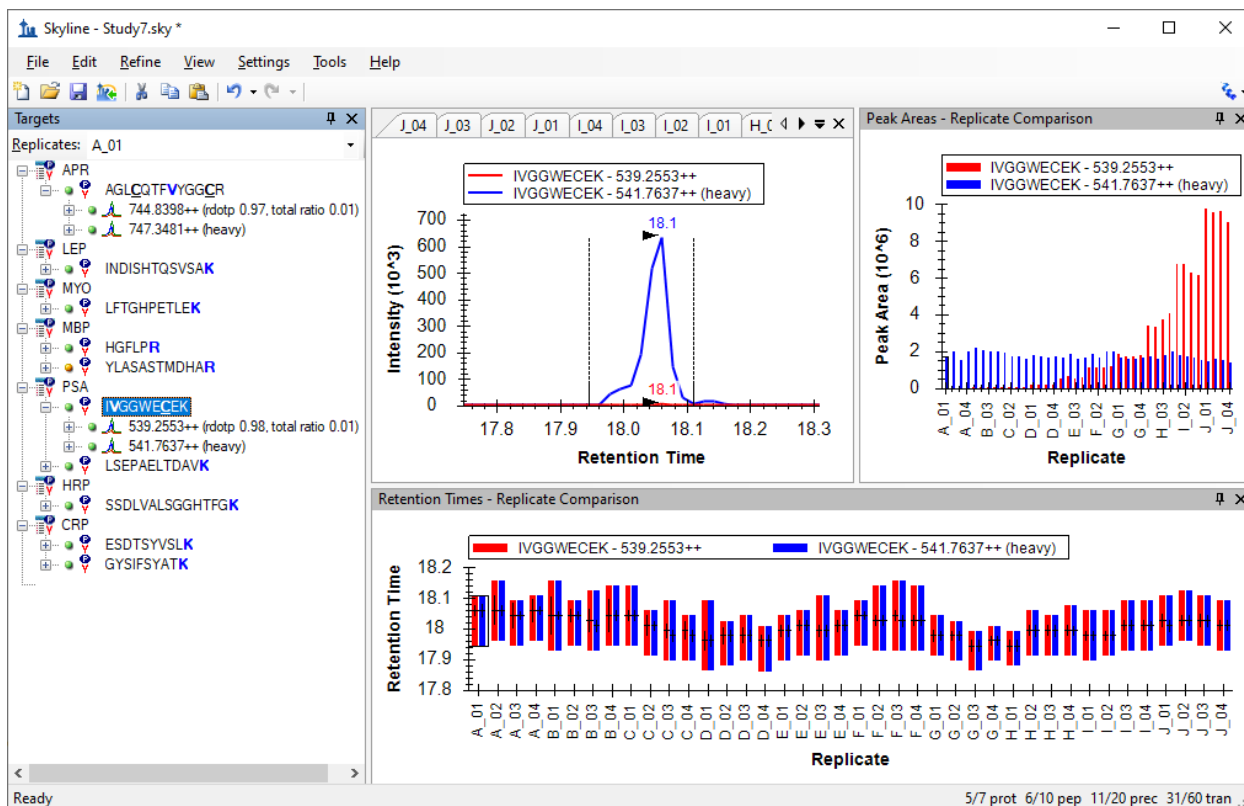 Skyline - Study7.sky *
File Edit Refine View Settings Tools Help
Targets
Replicates: A_01
APR
AGLCQTFVYGGCR
744.8398++ (rdotp 0.97, total ratio 0.01)
747.3481++ (heavy)
LEP
INDISHTQSVSAK
MYO
LFTGHPETLEK
MBP
HGFLPR
YLASASTMDHAR
PSA
IVGGWECEK
539.2553++ (rdotp 0.98, total ratio 0.01)
541.7637++ (heavy)
LSEPAELTDAVK
HRP
SSDLVALSGGHTFGK
CRP
ESDTSYVSLK
GYSIFSYATK
J_04 J_03 J_02 J_01 I_04 I_03 I_02 I_01
IVGGWECEK - 539.2553++
IVGGWECEK - 541.7637++ (heavy)
18.1
18.1
Intensity (10^3)
700
600
500
400
300
200
100
0
17.8 17.9 18.0 18.1 18.2 18.3
Retention Time
Peak Areas - Replicate Comparison
IVGGWECEK - 539.2553++
IVGGWECEK - 541.7637++ (heavy)
Peak Area (10^6)
10
8
6
4
2
0
A_01 A_04 B_03 C_02 D_01 D_04 E_03 F_02 G_01 G_04 H_03 I_02 J_01 J_04
Replicate
Retention Times - Replicate Comparison
IVGGWECEK - 539.2553++ IVGGWECEK - 541.7637++ (heavy)
Retention Time
18.2
18.1
18
17.9
17.8
A_01 A_02 A_03 A_04 B_01 B_02 B_03 B_04 C_01 C_02 C_03 C_04 D_01 D_02 D_03 D_04 E_01 E_02 E_03 E_04 F_01 F_02 F_03 F_04 G_01 G_02 G_03 G_04 H_01 H_02 H_03 H_04 I_01 I_02 I_03 I_04 J_01 J_02 J_03 J_04
Replicate
Ready
5/7 prot 6/10 pep 11/20 prec 31/60 tran